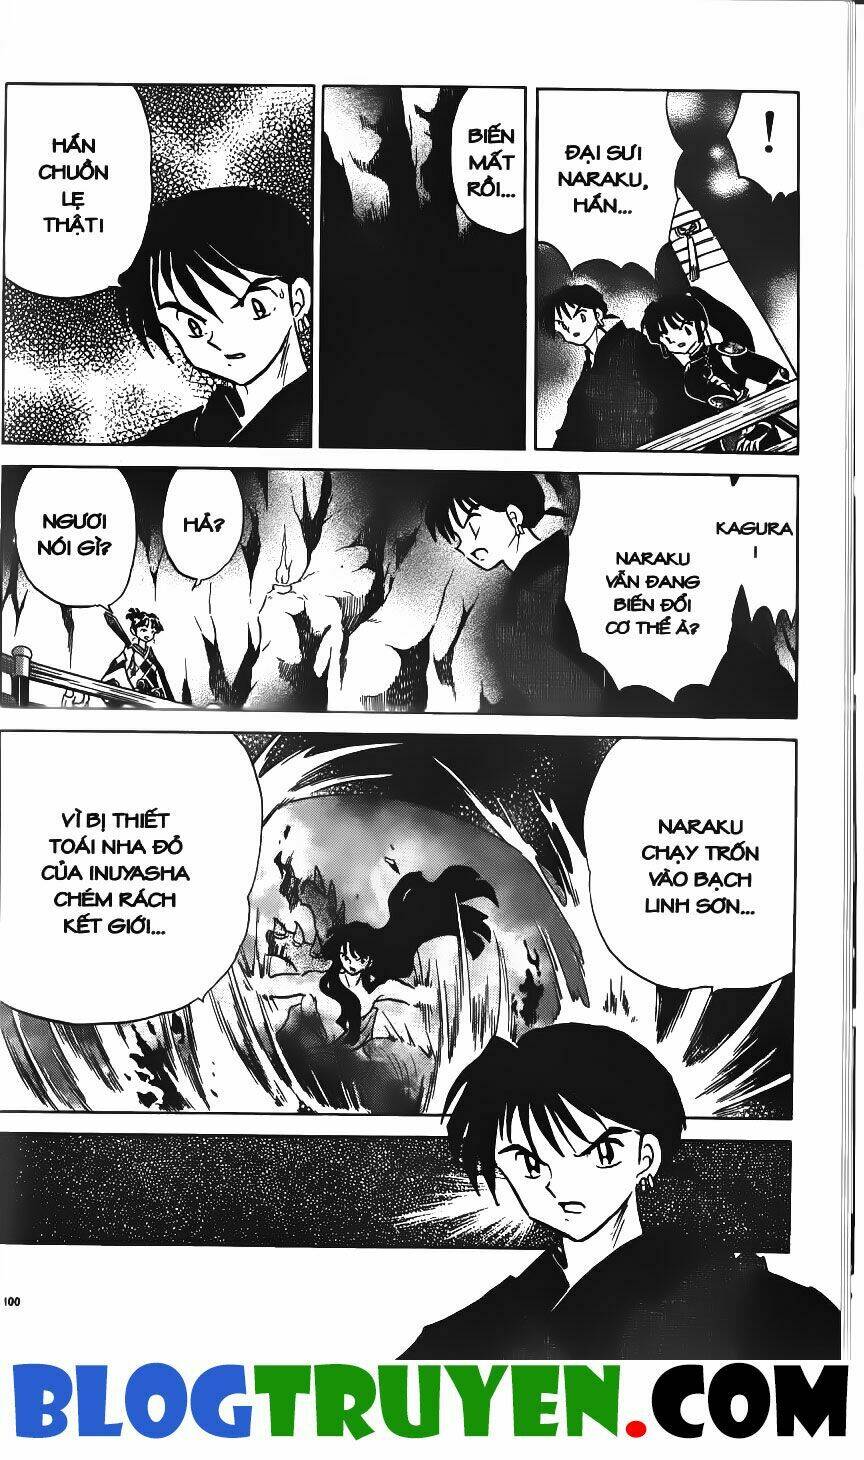 !
ĐẠI SƯ!
NARAKU,
HẮN...
BIẾN
MẤT
RỒI...
HẮN
CHUỒN
LẸ
THẬT!
KAGURA
!
NARAKU
VẪN ĐANG
BIẾN ĐỔI
CƠ THỂ À?
HẢ?
NGƯƠI
NÓI GÌ?
NARAKU
CHẠY TRỐN
VÀO BẠCH
LINH SƠN...
VÌ BỊ THIẾT
TOÁI NHA ĐỎ
CỦA INUYASHA
CHÉM RÁCH
KẾT GIỚI...
100
BLOGTRUYEN.COM